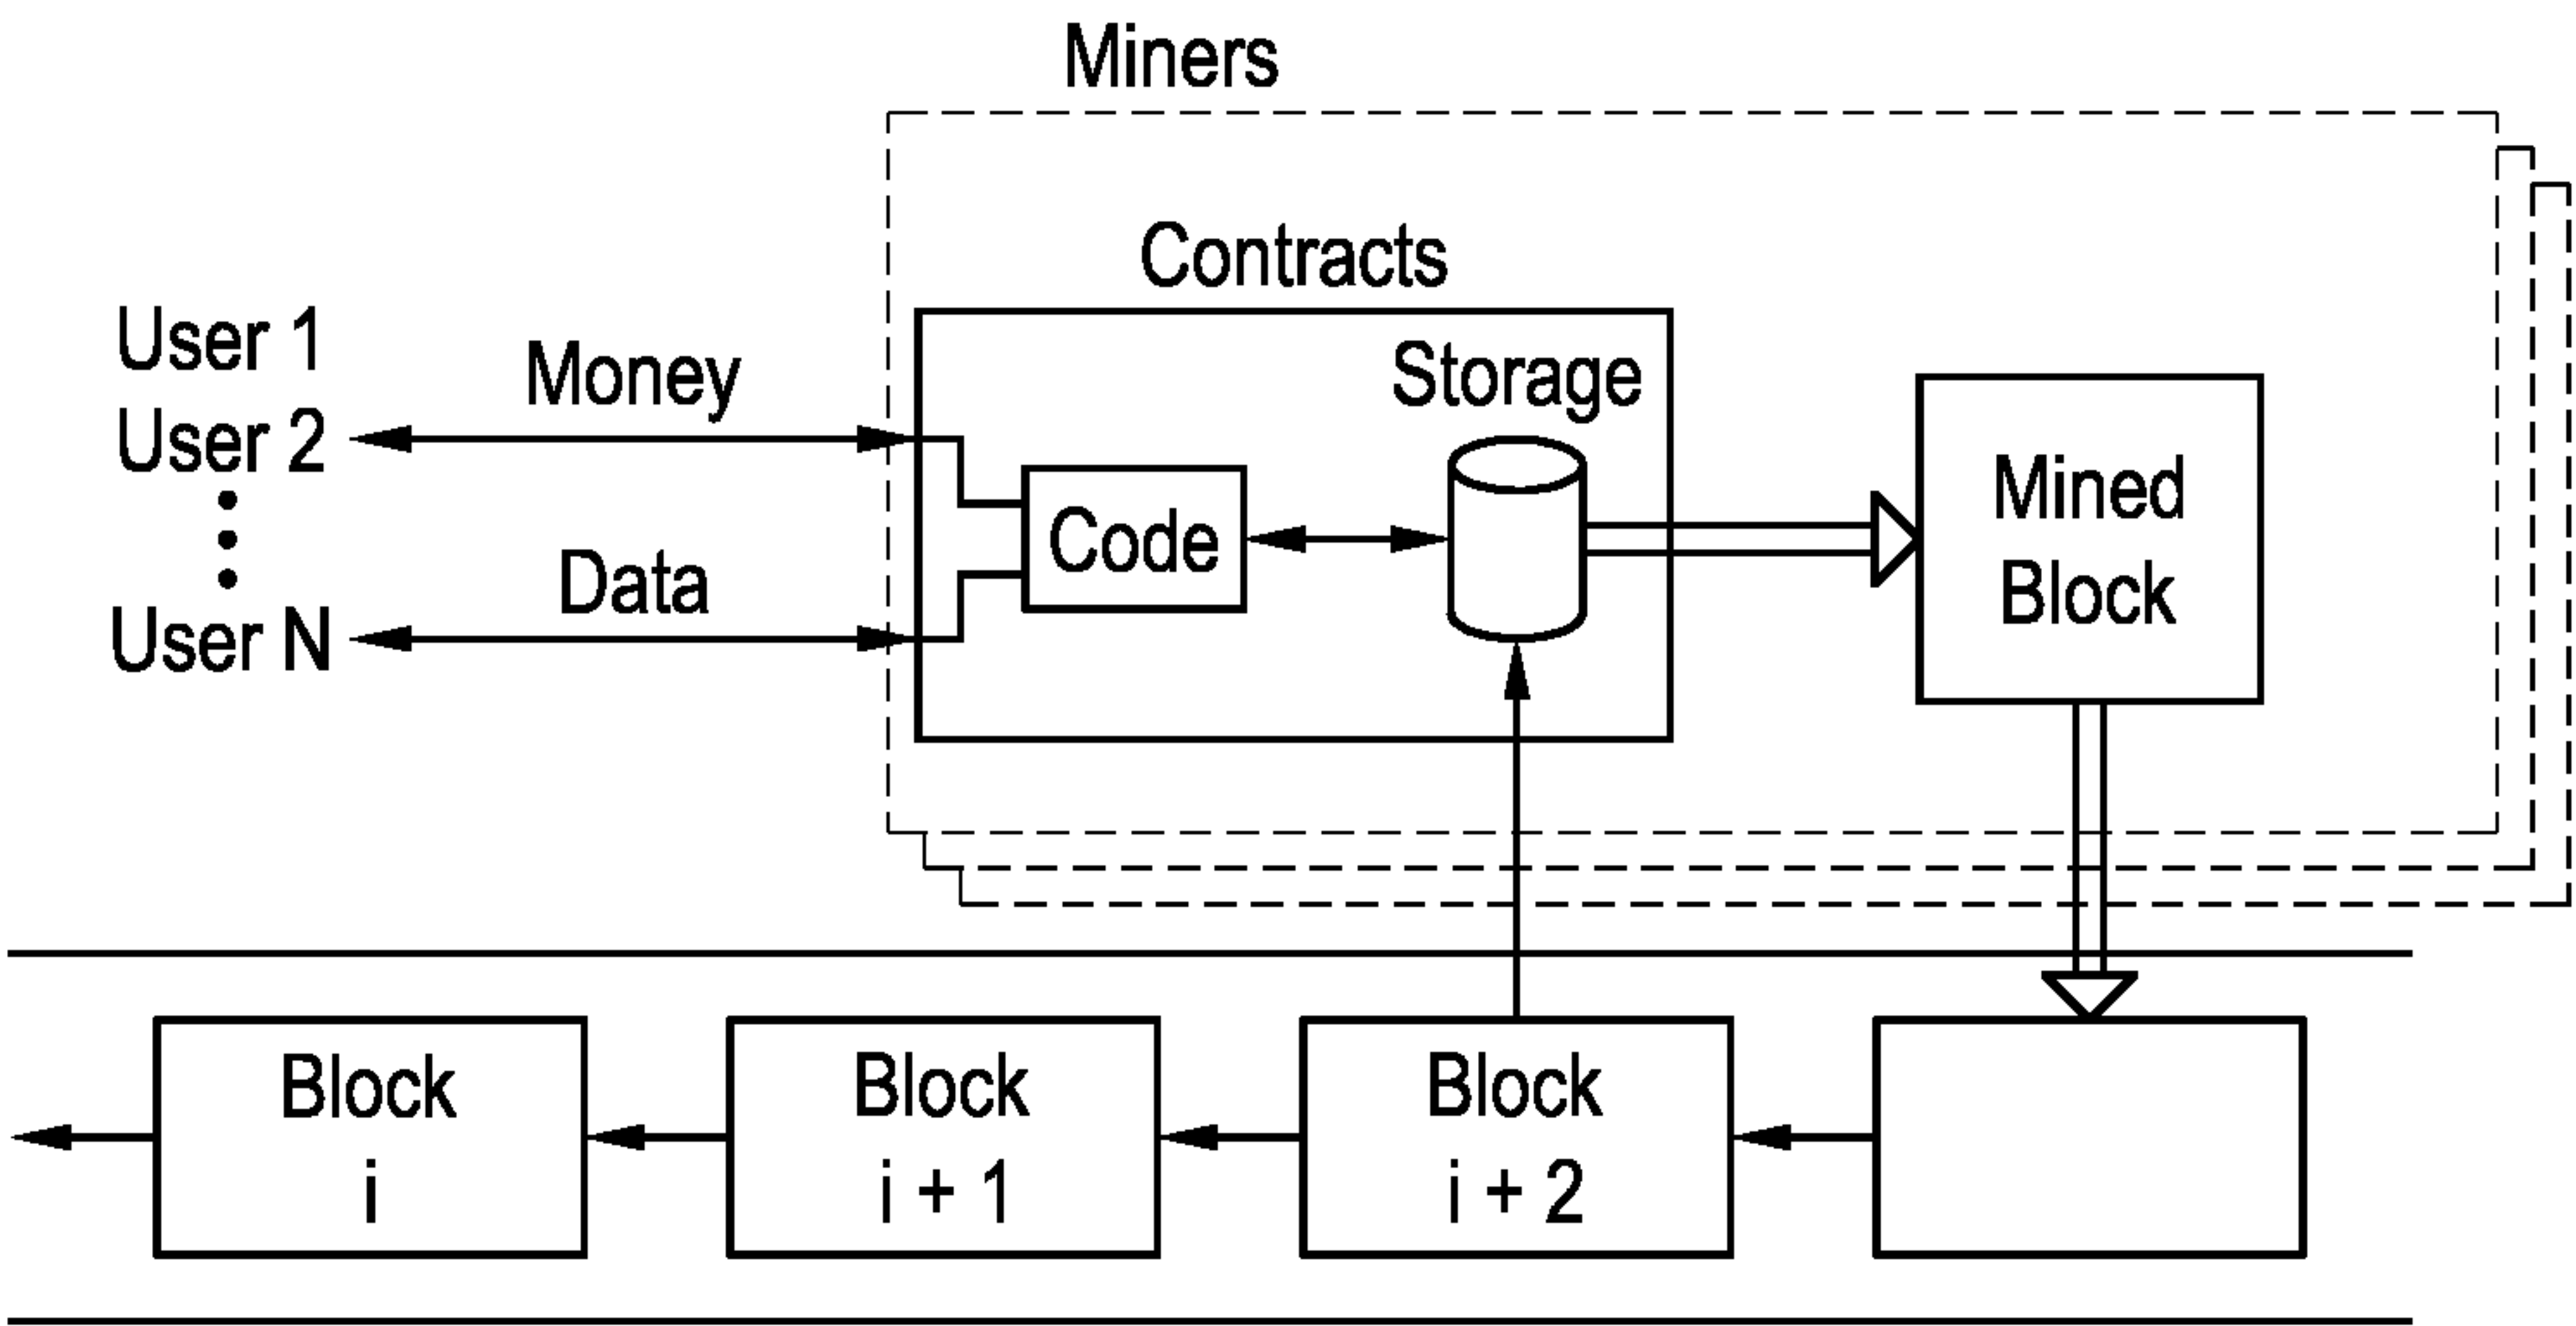 Miners
Contracts
User 1
User 2
User N
Money
Data
Storage
Code
Mined
Block
Block
i
Block
i + 1
Block
i + 2